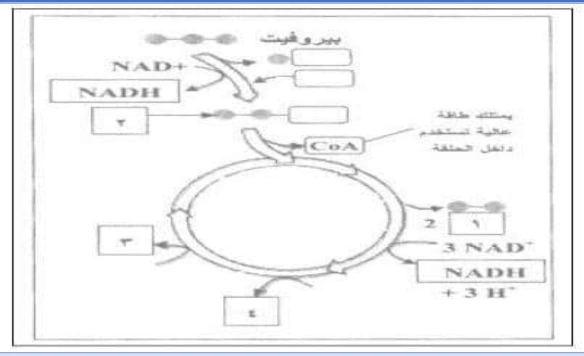 بيروفيت
NAD+
NADH
٢
CoA
يمتلك طاقة
عالية تستخدم
داخل الحلقة
2 ١
3 NAD⁺
NADH
+ 3 H⁺
٣
٤